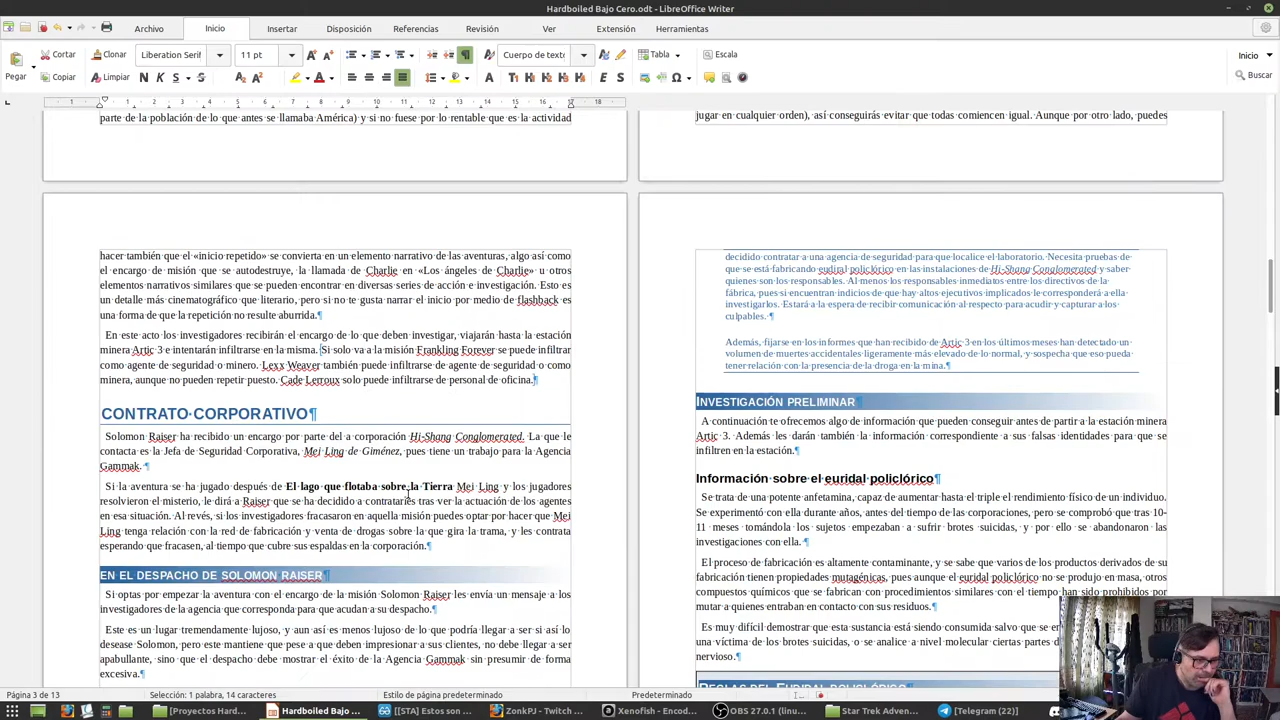 Hardboiled Bajo Cero.odt - LibreOffice Writer
Archivo Inicio Insertar Disposición Referencias Revisión Ver Extensión Herramientas
Pegar Cortar Clonar Liberation Serif 11 pt Cuerpo de texto Tabla Escala Inicio
Copiar Limpiar Buscar
parte de la población de lo que antes se llamaba América) y si no fuese por lo rentable que es la actividad
hacer también que el «inicio repetido» se convierta en un elemento narrativo de las aventuras, algo así como
el encargo de misión que se autodestruye, la llamada de Charlie en «Los ángeles de Charlie» u otros
elementos narrativos similares que se pueden encontrar en diversas series de acción e investigación. Esto es
un detalle más cinematográfico que literario, pero si no te gusta narrar el inicio por medio de flashback es
una forma de que la repetición no resulte aburrida.¶
En este acto los investigadores recibirán el encargo de lo que deben investigar, viajarán hasta la estación
minera Artic 3 e intentarán infiltrarse en la misma. Si solo va a la misión Frankling Forever se puede infiltrar
como agente de seguridad o minero. Lexx Weaver también puede infiltrarse de agente de seguridad o como
minera, aunque no pueden repetir puesto. Cade Lerroux solo puede infiltrarse de personal de oficina.¶
CONTRATO CORPORATIVO¶
Solomon Raiser ha recibido un encargo por parte del a corporación Hi-Shang Conglomerated. La que le
contacta es la Jefa de Seguridad Corporativa, Mei Ling de Giménez, pues tiene un trabajo para la Agencia
Gammak. ¶
Si la aventura se ha jugado después de El lago que flotaba sobre la Tierra Mei Ling y los jugadores
resolvieron el misterio, le dirá a Raiser que se ha decidido a contratarles tras ver la actuación de los agentes
en esa situación. Al revés, si los investigadores fracasaron en aquella misión puedes optar por hacer que Mei
Ling tenga relación con la red de fabricación y venta de drogas sobre la que gira la trama, y les contrata
esperando que fracasen, al tiempo que cubre sus espaldas en la corporación.¶
EN EL DESPACHO DE SOLOMON RAISER¶
Si optas por empezar la aventura con el encargo de la misión Solomon Raiser les envía un mensaje a los
investigadores de la agencia que corresponda para que acudan a su despacho.¶
Este es un lugar tremendamente lujoso, y aun así es menos lujoso de lo que podría llegar a ser si así lo
desease Solomon, pero este mantiene que pese a que deben impresionar a sus clientes, no debe llegar a ser
apabullante, sino que el despacho debe mostrar el éxito de la Agencia Gammak sin presumir de forma
excesiva.¶
jugar en cualquier orden), así conseguirás evitar que todas comiencen igual. Aunque por otro lado, puedes
decidido contratar a una agencia de seguridad para que localice el laboratorio. Necesita pruebas de
que se está fabricando eudiral policlórico en las instalaciones de Hi-Shang Conglomerated y saber
quienes son los responsables. Al menos los responsables inmediatos entre los directivos de la
fábrica, pues si encuentran indicios de que hay altos ejecutivos implicados le corresponderá a ella
investigarlos. Estará a la espera de recibir comunicación al respecto para acudir y capturar a los
culpables. ¶
Además, fijarse en los informes que han recibido de Artic 3 en los últimos meses han detectado un
volumen de muertes accidentales ligeramente más elevado de lo normal, y sospecha que eso pueda
tener relación con la presencia de la droga en la mina.¶
INVESTIGACIÓN PRELIMINAR¶
A continuación te ofrecemos algo de información que pueden conseguir antes de partir a la estación minera
Artic 3. Además les darán también la información correspondiente a sus falsas identidades para que se
infiltren en la estación.¶
Información sobre el euridal policlórico¶
Se trata de una potente anfetamina, capaz de aumentar hasta el triple el rendimiento físico de un individuo.
Se experimentó con ella durante años, antes del tiempo de las corporaciones, pero se comprobó que tras 10-
11 meses tomándola los sujetos empezaban a sufrir brotes suicidas, y por ello se abandonaron las
investigaciones con ella. ¶
El proceso de fabricación es altamente contaminante, y se sabe que varios de los productos derivados de su
fabricación tienen propiedades mutagénicas, pues aunque el euridal policlórico no se produjo en masa, otros
compuestos químicos que se fabrican con procedimientos similares con el tiempo han sido prohibidos por
mutar a quienes entraban en contacto con sus residuos.¶
Es muy difícil demostrar que esta sustancia está siendo consumida salvo que se en
una víctima de los brotes suicidas, o se analice a nivel molecular ciertas partes d
nervioso.¶
REGLAS DEL EURIDAL POLICLÓRICO¶
Página 3 de 13 Selección: 1 palabra, 14 caracteres Estilo de página predeterminado Predeterminado
[Proyectos Hard... Hardboiled Bajo ... [[STA] Estos son ... ZonkPJ - Twitch ... Xenofish - Encod... OBS 27.0.1 (linu... Star Trek Adven... [Telegram (22)]